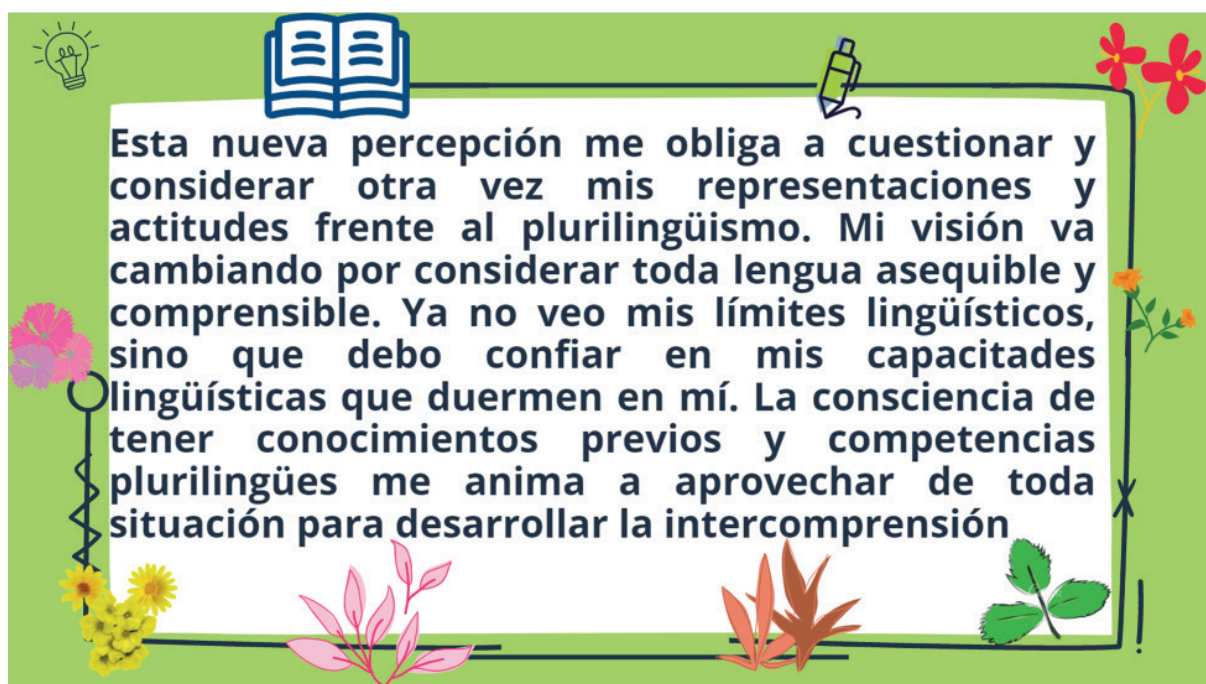 Esta nueva percepción me obliga a cuestionar y
considerar otra vez mis representaciones y
actitudes frente al plurilingüismo. Mi visión va
cambiando por considerar toda lengua asequible y
comprensible. Ya no veo mis límites lingüísticos,
sino que debo confiar en mis capacitades
lingüísticas que duermen en mí. La consciencia de
tener conocimientos previos y competencias
plurilingües me anima a aprovechar de toda
situación para desarrollar la intercomprensión